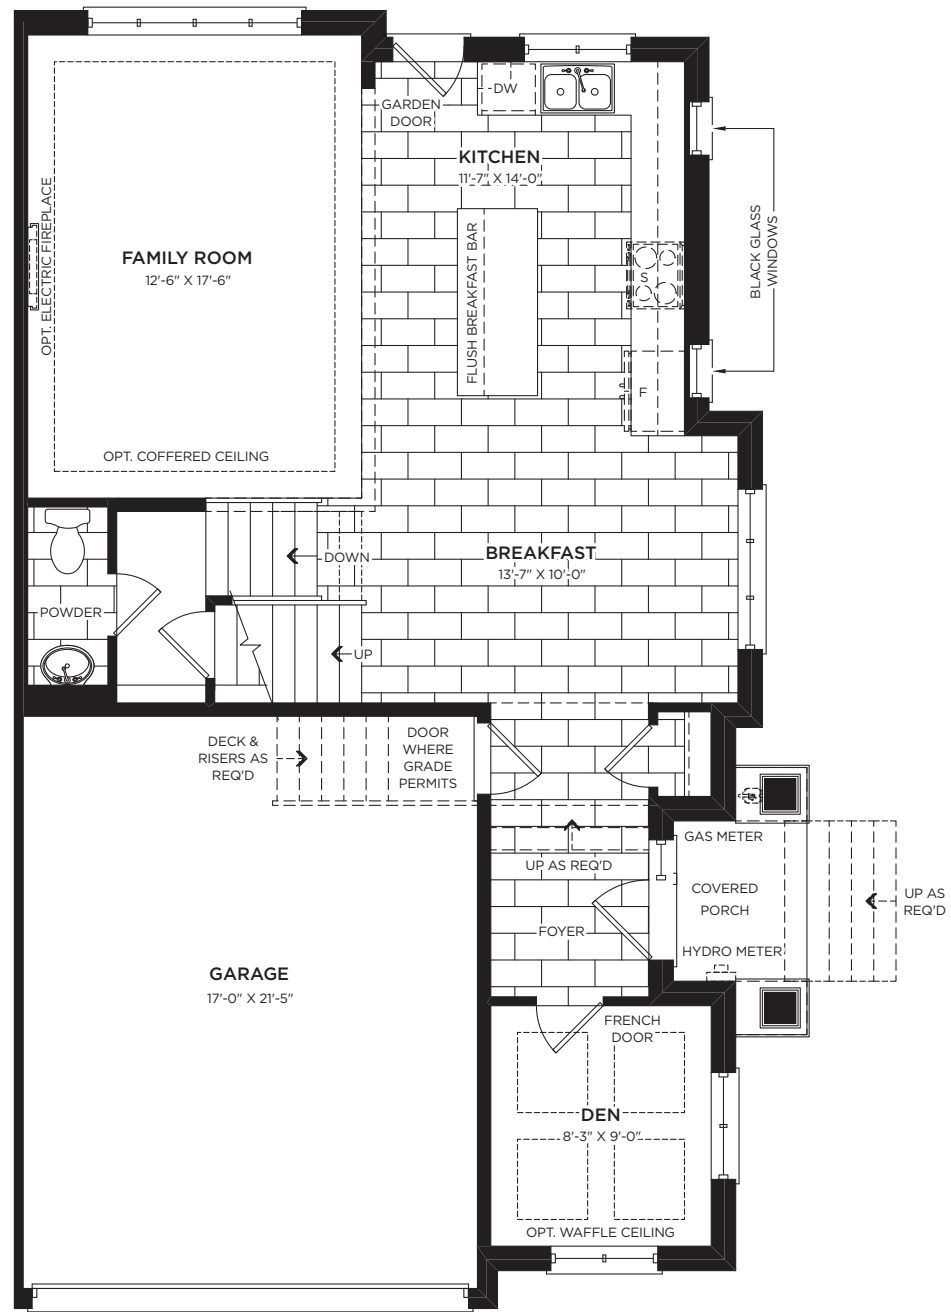 -DW
GARDEN
DOOR
KITCHEN
11'-7" X 14'-0"
OPT. ELECTRIC FIREPLACE
FAMILY ROOM
12'-6" X 17'-6"
FLUSH BREAKFAST BAR
S
BLACK GLASS
WINDOWS
F
OPT. COFFERED CEILING
DOWN
BREAKFAST
13'-7" X 10'-0"
POWDER
UP
DECK &
RISERS AS
REQ'D
DOOR
WHERE
GRADE
PERMITS
GAS METER
UP AS REQ'D
COVERED
PORCH
UP AS
REQ'D
FOYER
HYDRO METER
GARAGE
17'-0" X 21'-5"
FRENCH
DOOR
DEN
8'-3" X 9'-0"
OPT. WAFFLE CEILING